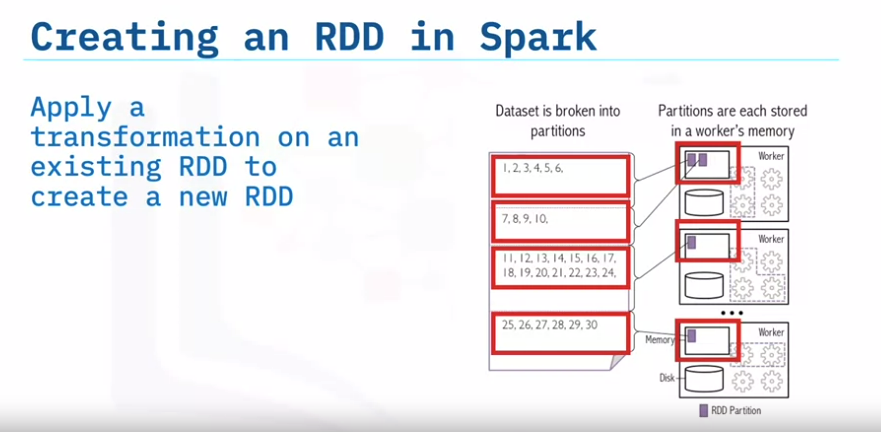 Creating an RDD in Spark
Apply a
transformation on an
existing RDD to
create a new RDD
Dataset is broken into
partitions
1, 2, 3, 4, 5, 6,
7, 8, 9, 10,
11, 12, 13, 14, 15, 16, 17,
18, 19, 20, 21, 22, 23, 24,
25, 26, 27, 28, 29, 30
Partitions are each stored
in a worker's memory
Worker
Worker
Worker
Memory
Disk
RDD Partition